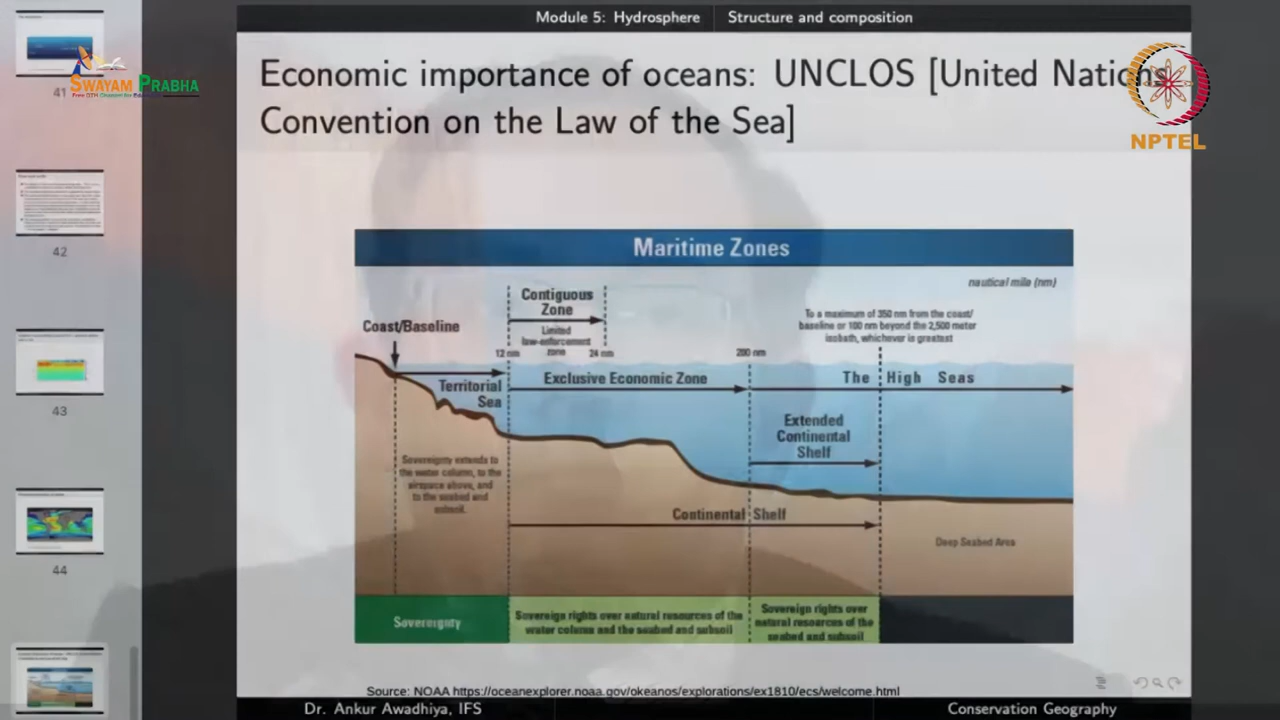 Module 5: Hydrosphere
Structure and composition
SWAYAM PRABHA
NPTEL
Economic importance of oceans: UNCLOS [United Nations
Convention on the Law of the Sea]
Maritime Zones
nautical mile (nm)
Contiguous
Zone
Limited
law-enforcement
zone
To a maximum of 350 nm from the coast/
baseline or 100 nm beyond the 2,500 meter
isobath, whichever is greatest
Coast/Baseline
12 nm
24 nm
200 nm
Territorial
Sea
Exclusive Economic Zone
The High Seas
Extended
Continental
Shelf
Sovereignty extends to
the water column, to the
airspace above, and
to the seabed and
subsoil.
Continental Shelf
Deep Seabed Area
Sovereignty
Sovereign rights over natural resources of the
water column and the seabed and subsoil
Sovereign rights over
natural resources of the
seabed and subsoil
Source: NOAA https://oceanexplorer.noaa.gov/okeanos/explorations/ex1810/ecs/welcome.html
Dr. Ankur Awadhiya, IFS
Conservation Geography
41
42
43
44